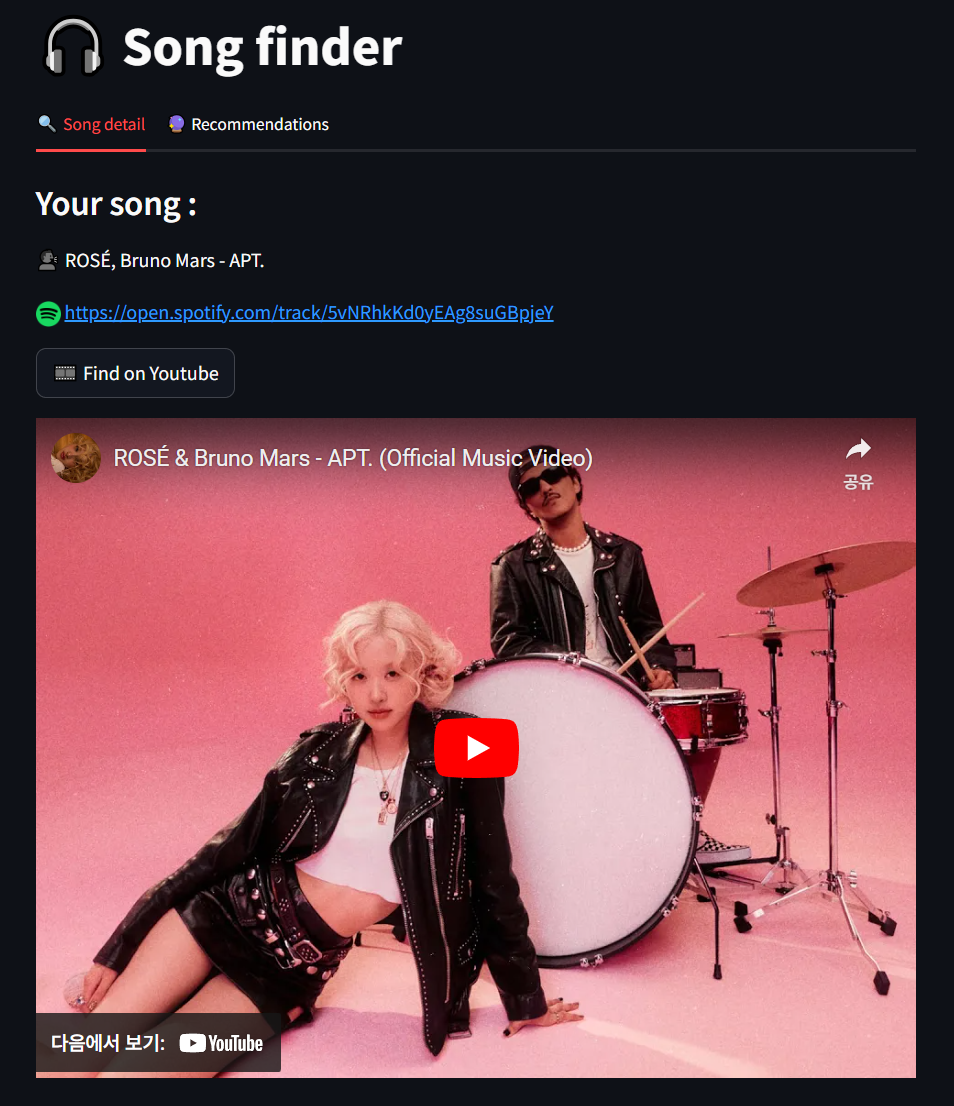 Song finder
Song detail
Recommendations
Your song :
ROSÉ, Bruno Mars - APT.
https://open.spotify.com/track/5vNRhkKd0yEAg8suGBpjeY
Find on Youtube
ROSÉ & Bruno Mars - APT. (Official Music Video)
공유
다음에서 보기: YouTube